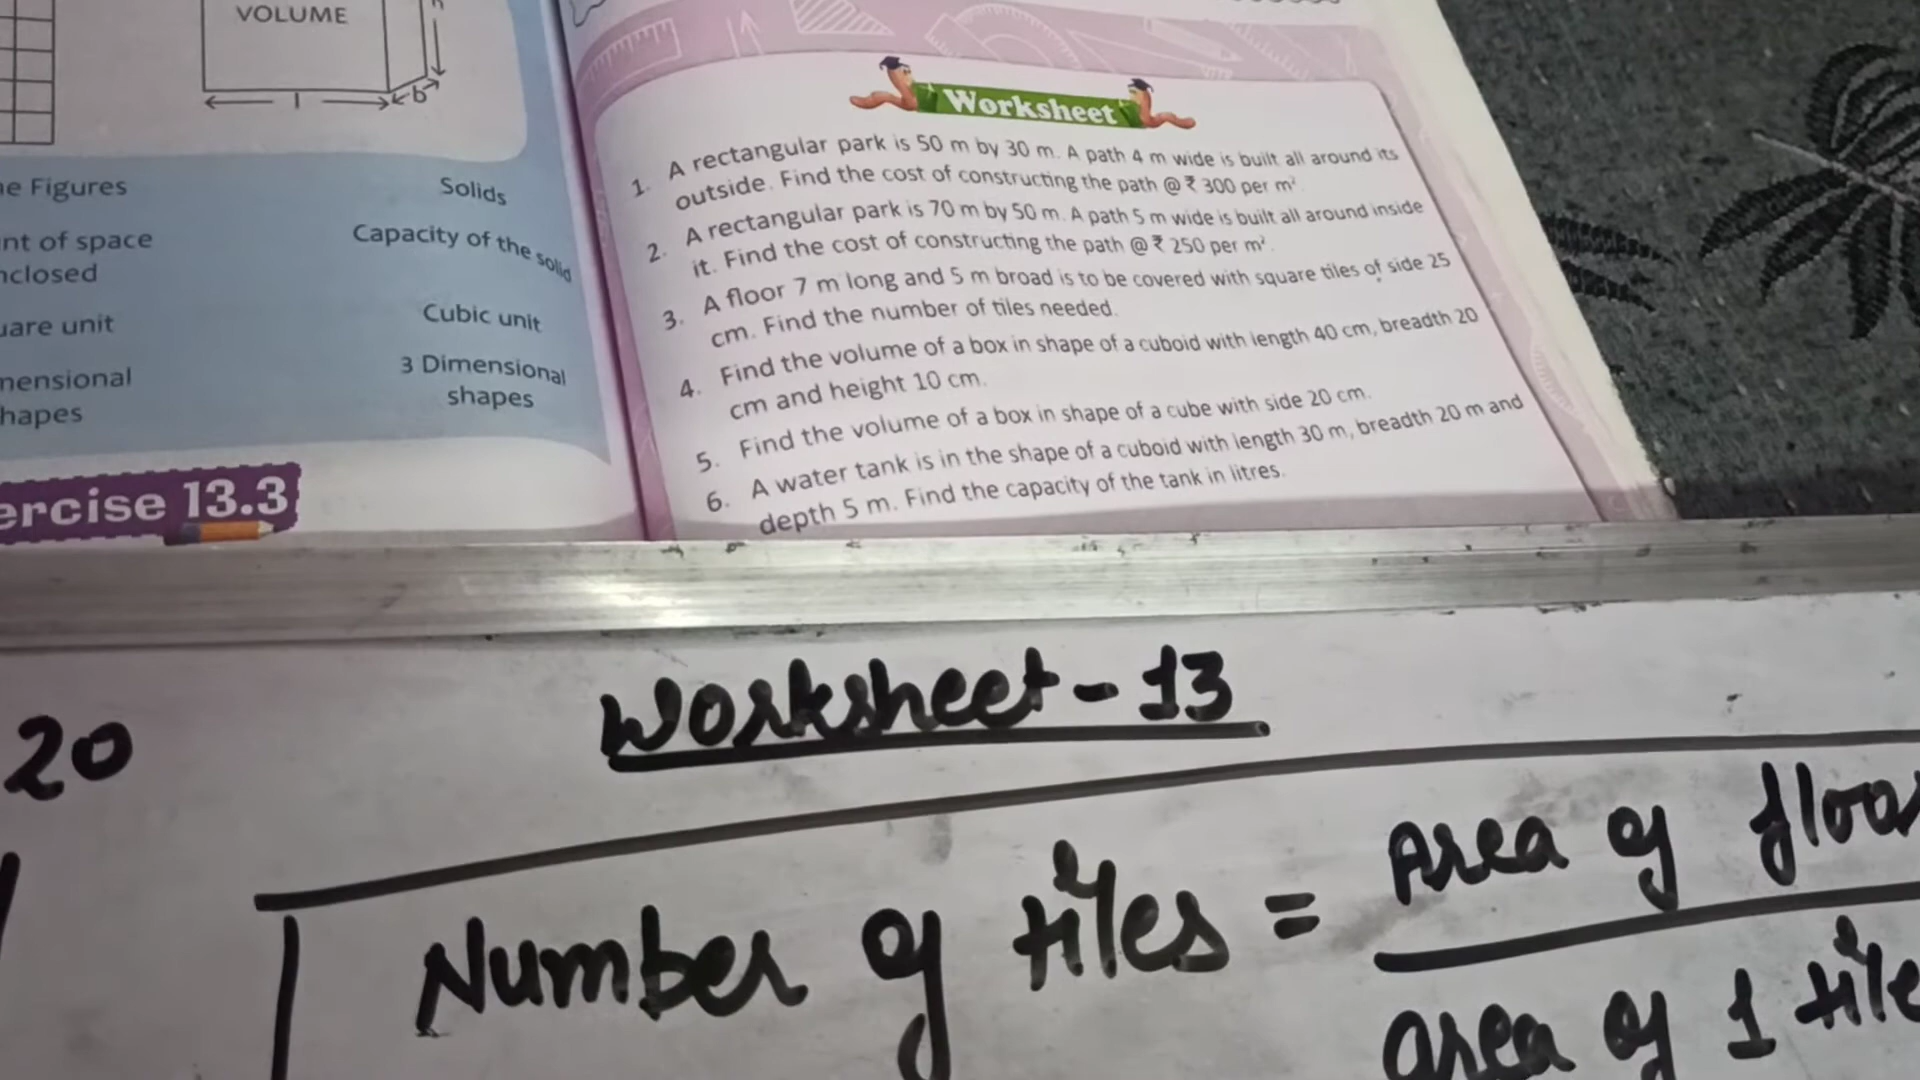 VOLUME
h
l
b
e Figures
Solids
nt of space
nclosed
Capacity of the solid
are unit
Cubic unit
mensional
hapes
3 Dimensional
shapes
ercise 13.3
Worksheet
1. A rectangular park is 50 m by 30 m. A path 4 m wide is built all around its
outside. Find the cost of constructing the path @ ₹ 300 per m²
2. A rectangular park is 70 m by 50 m. A path 5 m wide is built all around inside
it. Find the cost of constructing the path @ ₹ 250 per m².
3. A floor 7 m long and 5 m broad is to be covered with square tiles of side 25
cm. Find the number of tiles needed.
4. Find the volume of a box in shape of a cuboid with length 40 cm, breadth 20
cm and height 10 cm.
5. Find the volume of a box in shape of a cube with side 20 cm.
6. A water tank is in the shape of a cuboid with length 30 m, breadth 20 m and
depth 5 m. Find the capacity of the tank in litres.
Worksheet-13
20
Number of tiles = Area of floor
area of 1 tile